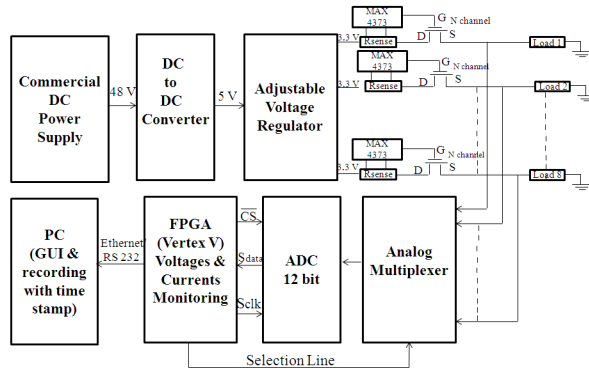 Commercial
DC
Power
Supply
48 V
DC
to
DC
Converter
5 V
Adjustable
Voltage
Regulator
3.3 V
MAX
4373
Rsense
G
N channel
D
S
Load 1
3.3 V
MAX
4373
Rsense
G
N channel
D
S
Load 2
3.3 V
MAX
4373
Rsense
G
N channel
D
S
Load 8
PC
(GUI &
recording
with time
stamp)
Ethernet/
RS 232
FPGA
(Vertex V)
Voltages &
Currents
Monitoring
CS
Sdata
Sclk
ADC
12 bit
Analog
Multiplexer
Selection Line